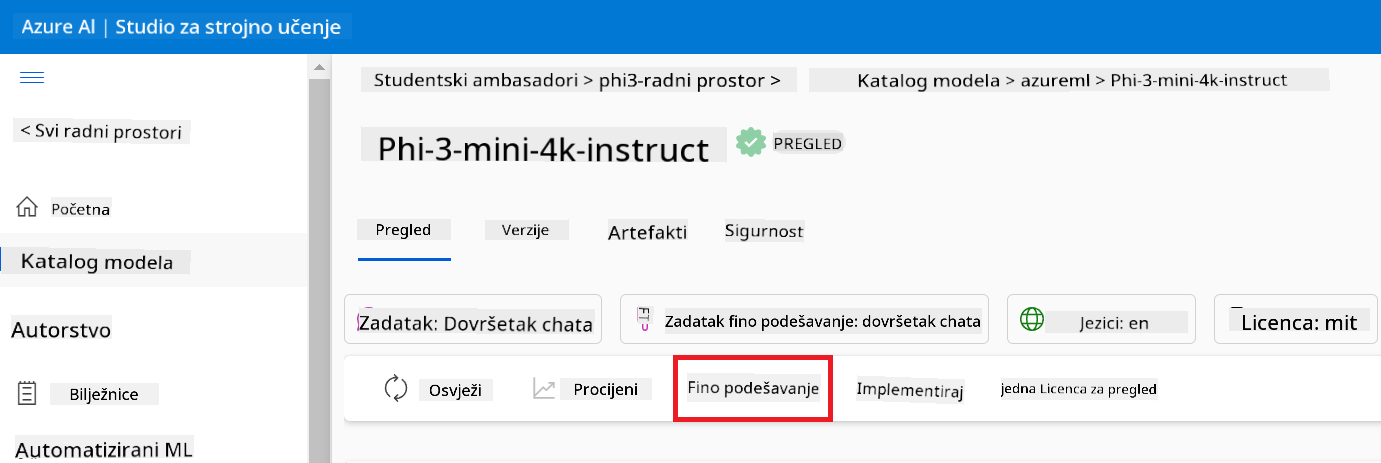 Azure AI | Studio za strojno učenje
Studentski ambasadori > phi3-radni prostor > Katalog modela > azureml > Phi-3-mini-4k-instruct
< Svi radni prostori
Phi-3-mini-4k-instruct PREGLED
Početna
Pregled Verzije Artefakti Sigurnost
Katalog modela
Autorstvo
Zadatak: Dovršetak chata FT Zadatak fino podešavanje: dovršetak chata Jezici: en Licenca: mit
Bilježnice
Osvježi Procijeni Fino podešavanje Implementiraj jedna Licenca za pregled
Automatizirani ML